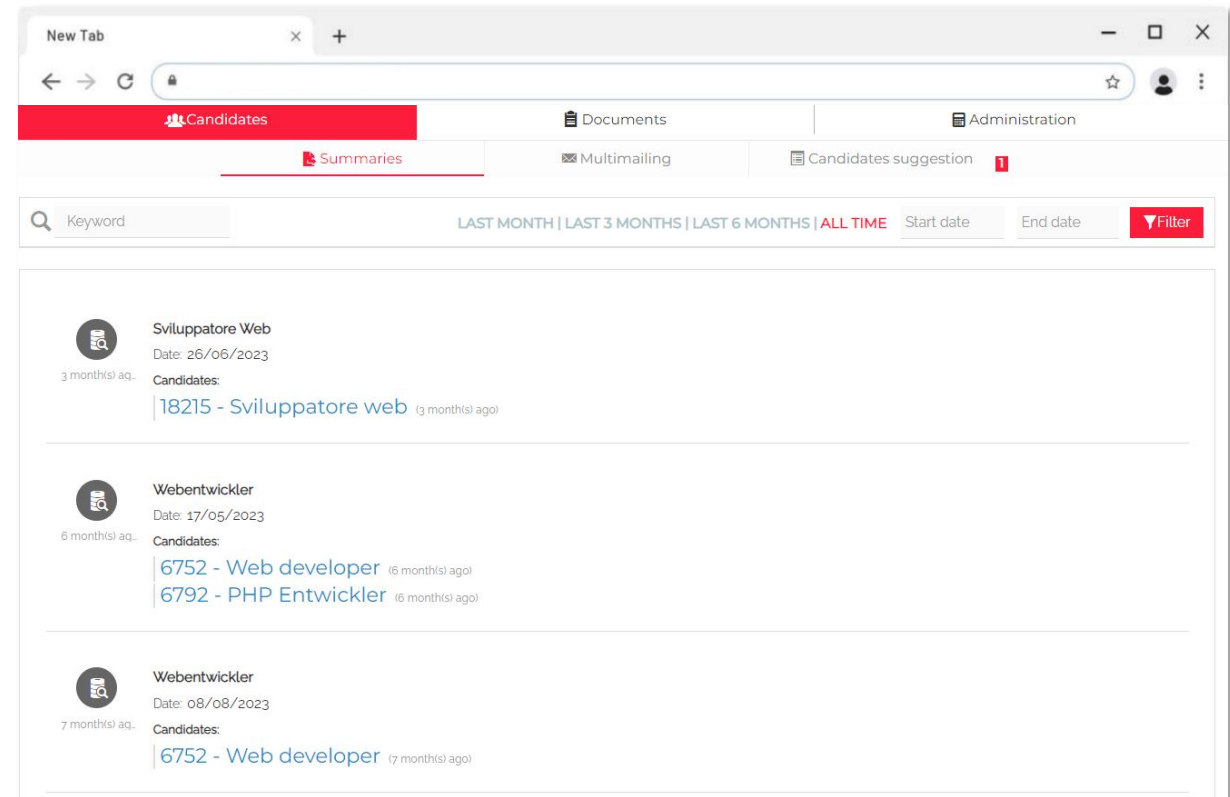 New Tab
Candidates
Documents
Administration
Summaries
Multimailing
Candidates suggestion 1
Keyword
LAST MONTH | LAST 3 MONTHS | LAST 6 MONTHS | ALL TIME
Start date
End date
Filter
Sviluppatore Web
Date: 26/06/2023
3 month(s) ag...
Candidates:
18215 - Sviluppatore web (3 month(s) ago)
Webentwickler
Date: 17/05/2023
6 month(s) ag...
Candidates:
6752 - Web developer (6 month(s) ago)
6792 - PHP Entwickler (6 month(s) ago)
Webentwickler
Date: 08/08/2023
7 month(s) ag...
Candidates:
6752 - Web developer (7 month(s) ago)